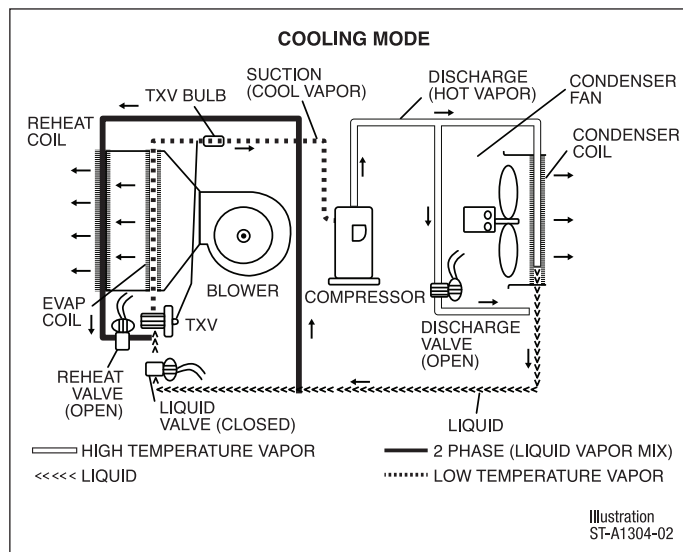 COOLING MODE
SUCTION
(COOL VAPOR)
DISCHARGE
(HOT VAPOR)
CONDENSER
FAN
TXV BULB
REHEAT
COIL
CONDENSER
COIL
BLOWER
COMPRESSOR
EVAP
COIL
TXV
DISCHARGE
VALVE
(OPEN)
REHEAT
VALVE
(OPEN)
LIQUID
VALVE (CLOSED)
LIQUID
HIGH TEMPERATURE VAPOR
2 PHASE (LIQUID VAPOR MIX)
LIQUID
LOW TEMPERATURE VAPOR
Illustration
ST-A1304-02